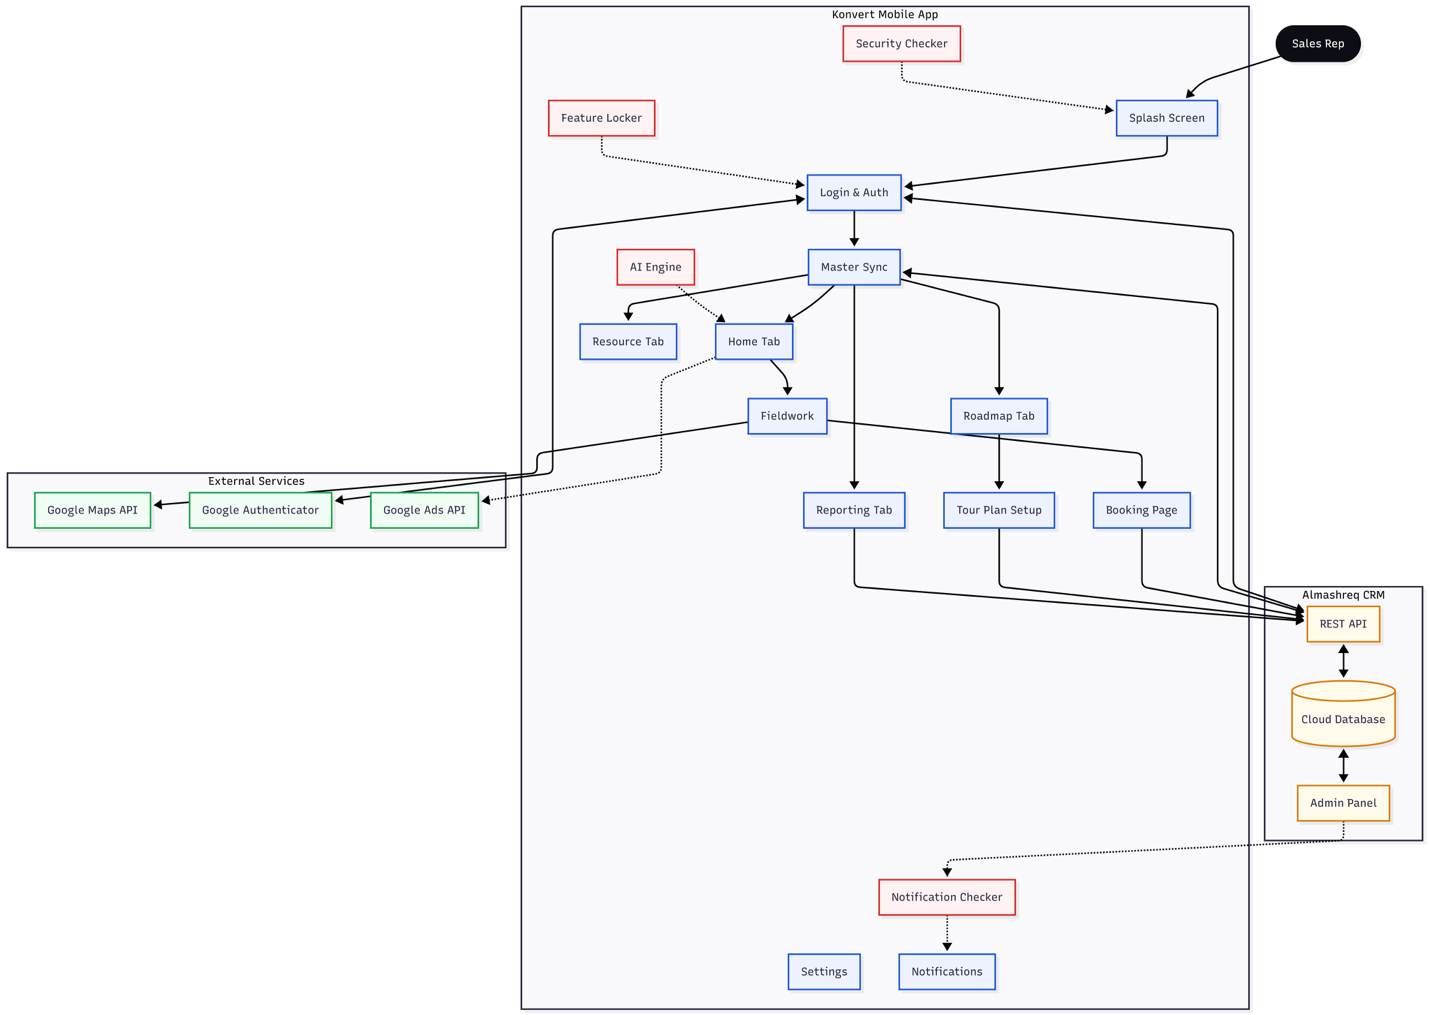 Konvert Mobile App
Security Checker
Sales Rep
Feature Locker
Splash Screen
Login & Auth
AI Engine
Master Sync
Resource Tab
Home Tab
Fieldwork
Roadmap Tab
External Services
Google Maps API
Google Authenticator
Google Ads API
Reporting Tab
Tour Plan Setup
Booking Page
Almashreq CRM
REST API
Cloud Database
Admin Panel
Notification Checker
Settings
Notifications